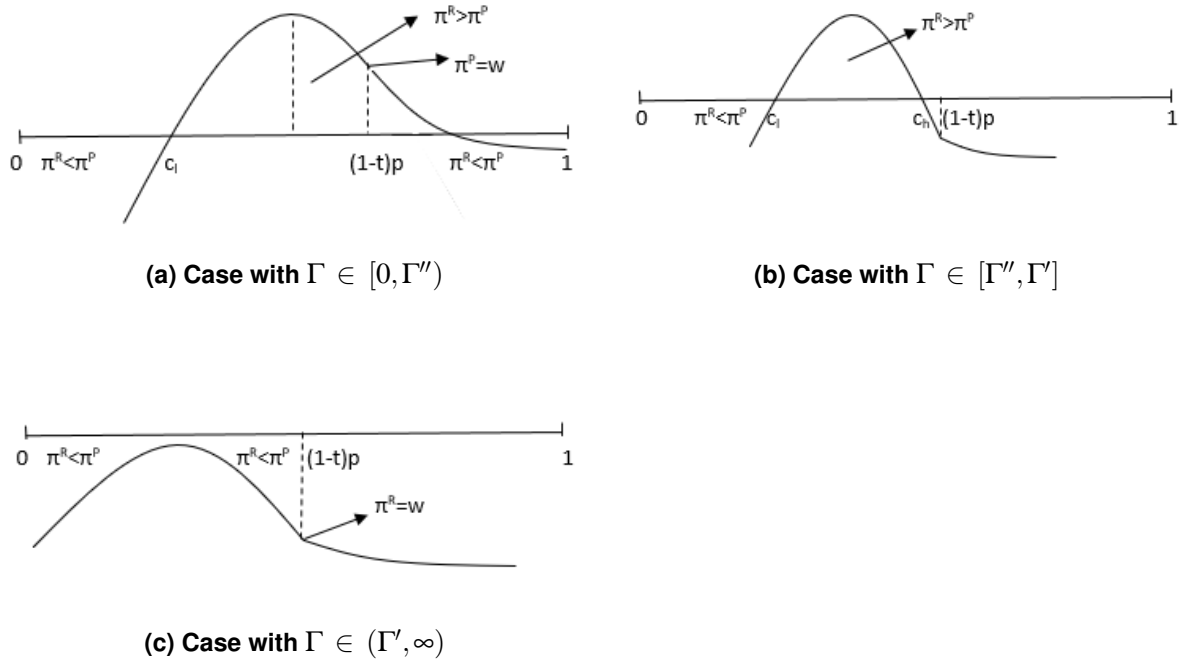 π^R>π^P
π^P=w
0 π^R<π^P c_l (1-t)p π^R<π^P 1
(a) Case with Γ ∈ [0, Γ′′)
π^R>π^P
0 π^R<π^P c_l c_h (1-t)p 1
(b) Case with Γ ∈ [Γ′′, Γ′]
0 π^R<π^P π^R<π^P (1-t)p 1
π^R=w
(c) Case with Γ ∈ (Γ′, ∞)